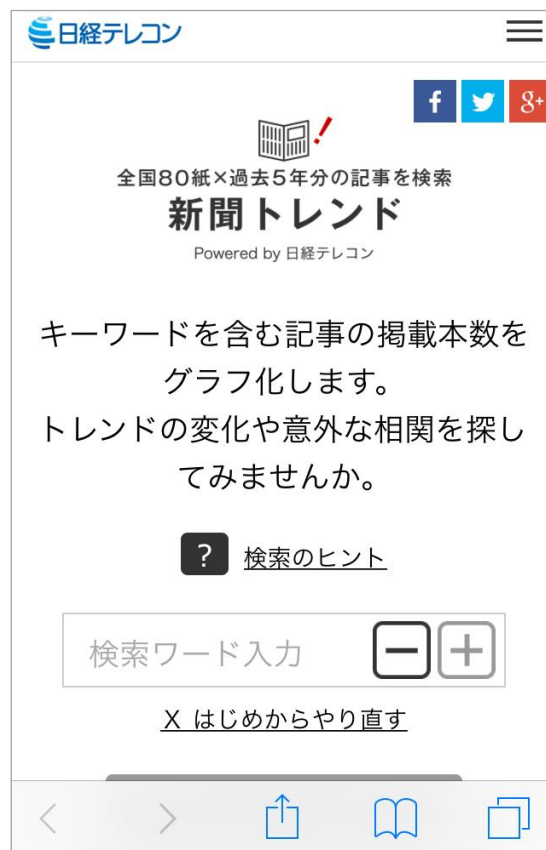 日経テレコン
f
8+
全国80紙×過去5年分の記事を検索
新聞トレンド
Powered by 日経テレコン
キーワードを含む記事の掲載本数を
グラフ化します。
トレンドの変化や意外な相関を探し
てみませんか。
? 検索のヒント
検索ワード入力
X はじめからやり直す